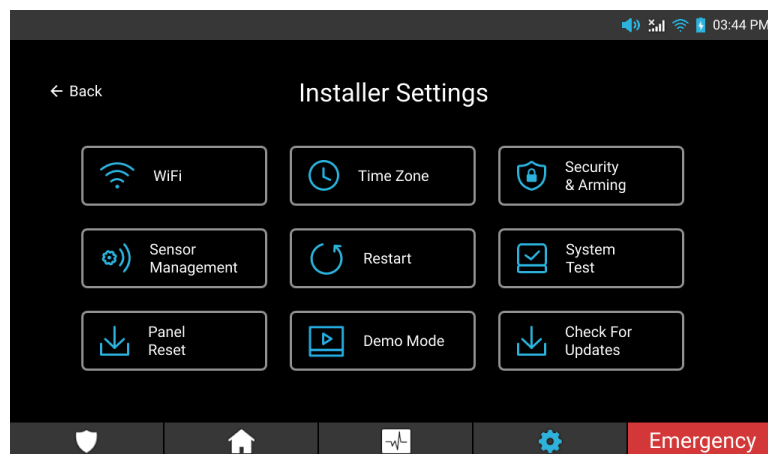 03:44 PM
Back
Installer Settings
WiFi
Time Zone
Security
& Arming
Sensor
Management
Restart
System
Test
Panel
Reset
Demo Mode
Check For
Updates
Emergency